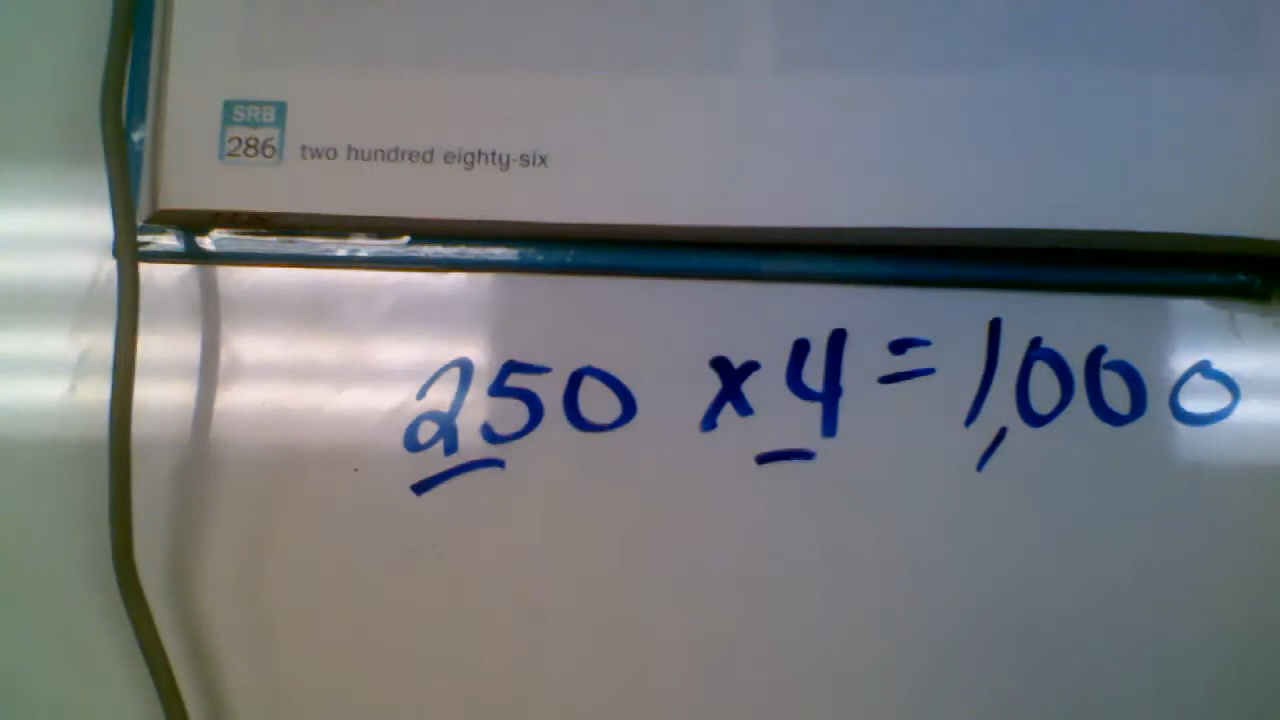 SRB
286 two hundred eighty-six
250 x 4 = 1,000